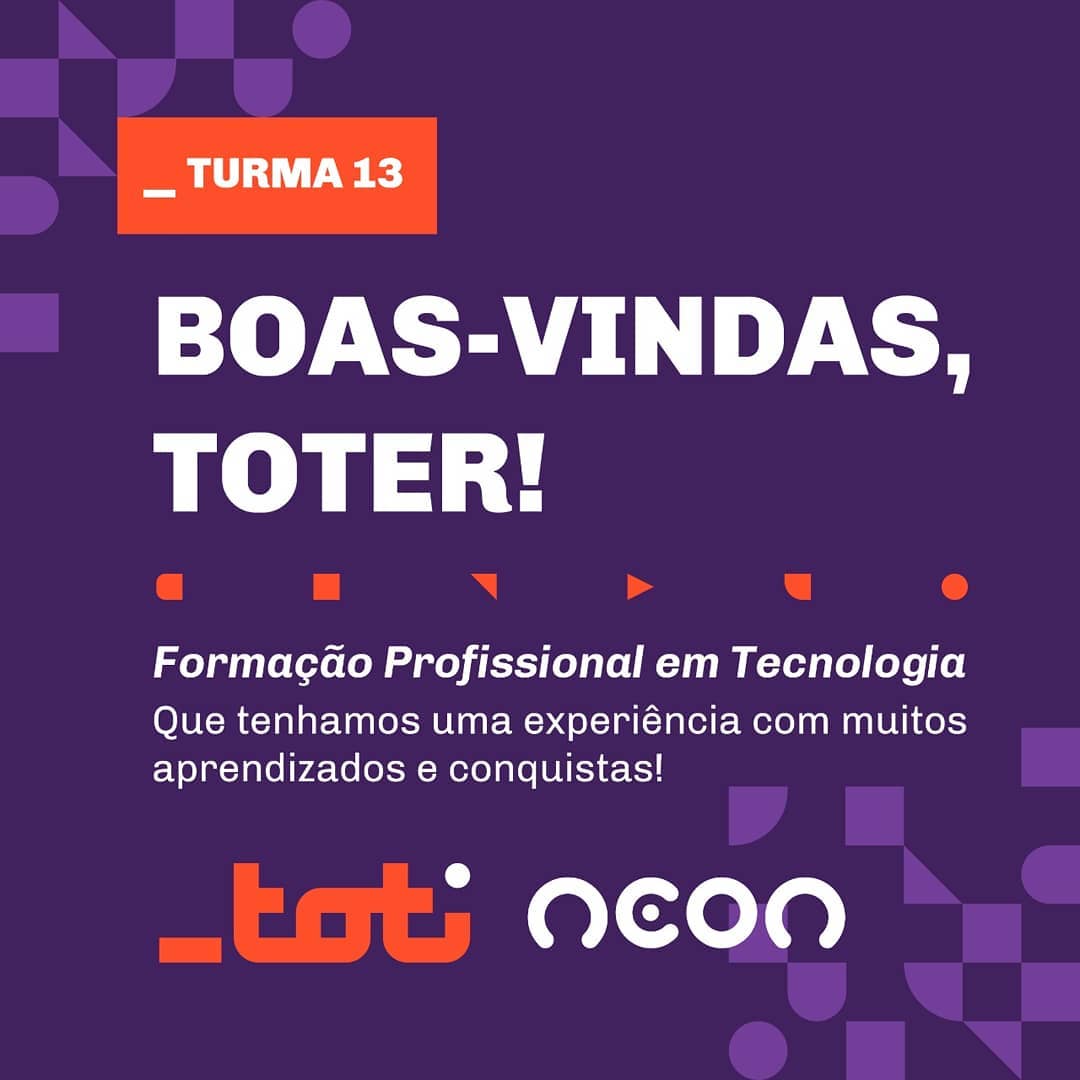 _ TURMA 13
BOAS-VINDAS,
TOTER!
Formação Profissional em Tecnologia
Que tenhamos uma experiência com muitos
aprendizados e conquistas!
_toti neon